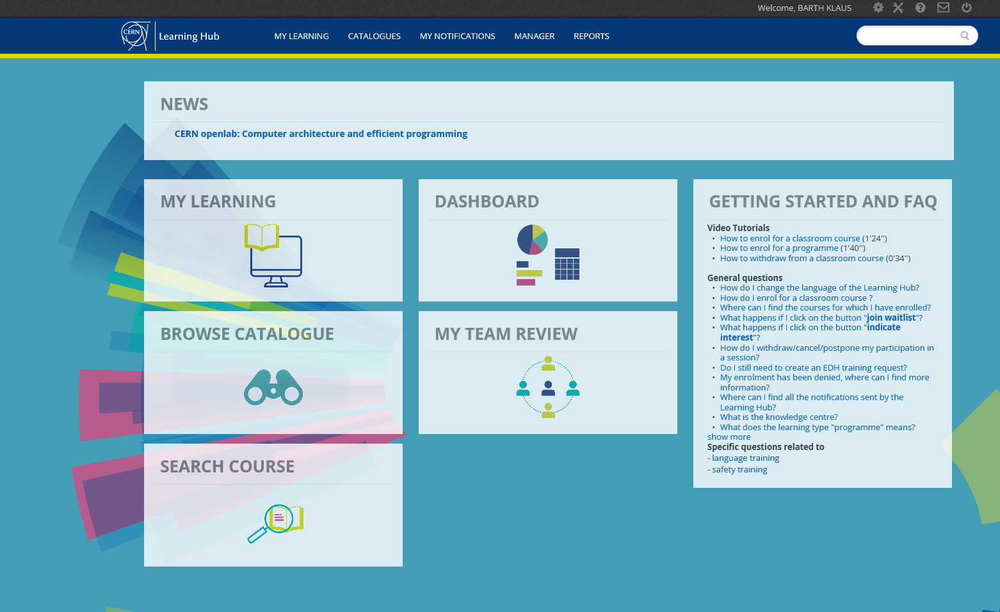 Welcome, BARTH KLAUS
CERN
Learning Hub
MY LEARNING
CATALOGUES
MY NOTIFICATIONS
MANAGER
REPORTS
NEWS
CERN openlab: Computer architecture and efficient programming
MY LEARNING
DASHBOARD
BROWSE CATALOGUE
MY TEAM REVIEW
SEARCH COURSE
GETTING STARTED AND FAQ
Video Tutorials
• How to enrol for a classroom course (1'24'')
• How to enrol for a programme (1'40'')
• How to withdraw from a classroom course (0'34'')
General questions
• How do I change the language of the Learning Hub?
• How do I enrol for a classroom course ?
• Where can I find the courses for which I have enrolled?
• What happens if I click on the button "join waitlist"?
• What happens if I click on the button "indicate
interest"?
• How do I withdraw/cancel/postpone my participation in
a session?
• Do I still need to create an EDH training request?
• My enrolment has been denied, where can I find more
information?
• Where can I find all the notifications sent by the
Learning Hub?
• What is the knowledge centre?
• What does the learning type "programme" means?
show more
Specific questions related to
- language training
- safety training